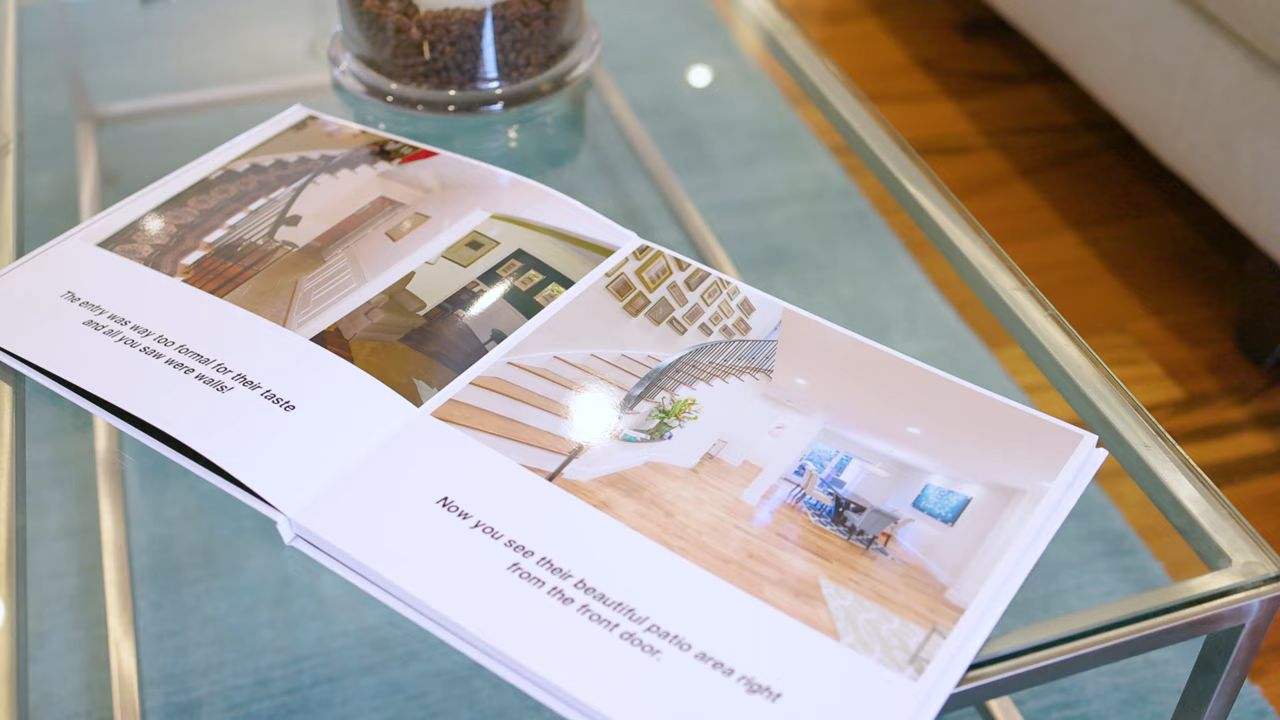 The entry was way too formal for their taste
and all you saw were walls!
Now you see their beautiful patio area right
from the front door.